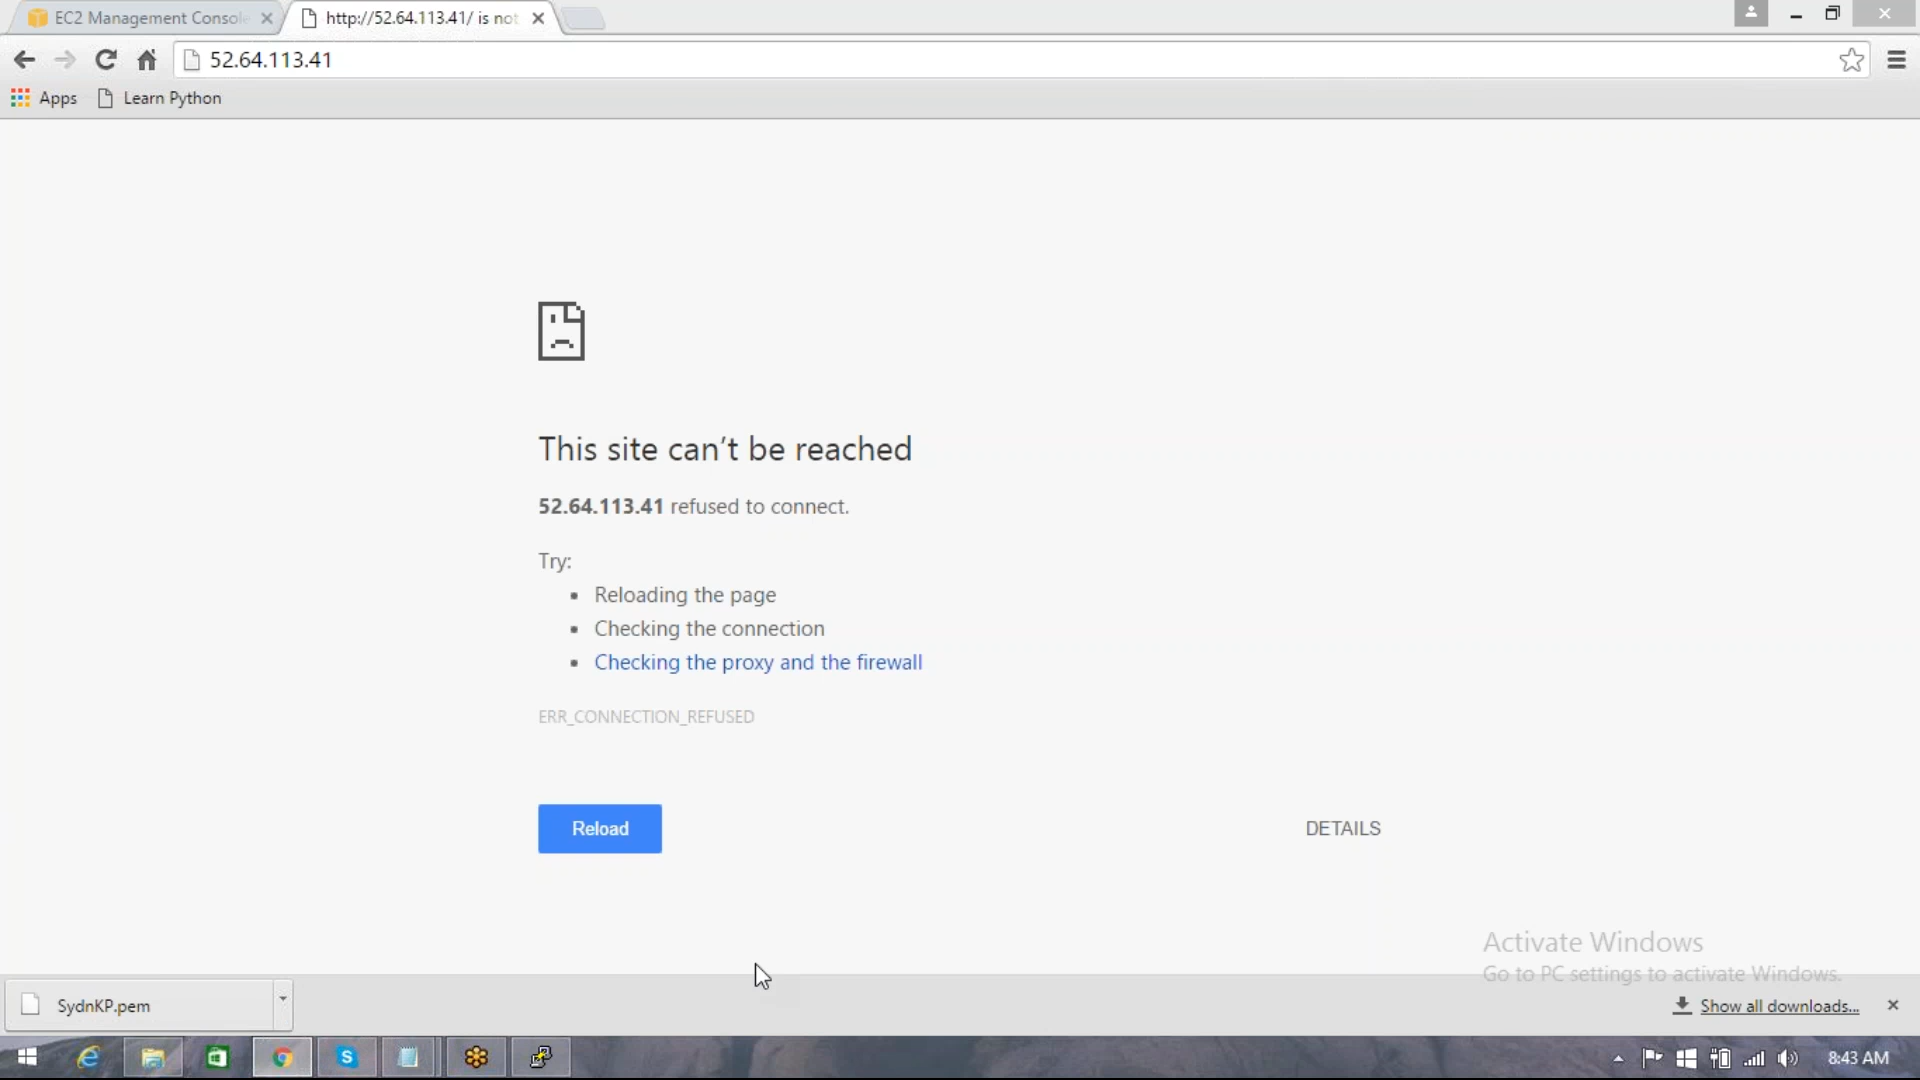 EC2 Management Console
http://52.64.113.41/ is not
52.64.113.41
Apps
Learn Python
This site can't be reached
52.64.113.41 refused to connect.
Try:
Reloading the page
Checking the connection
Checking the proxy and the firewall
ERR_CONNECTION_REFUSED
Reload
DETAILS
Activate Windows
Go to PC settings to activate Windows.
SydnKP.pem
Show all downloads...
8:43 AM